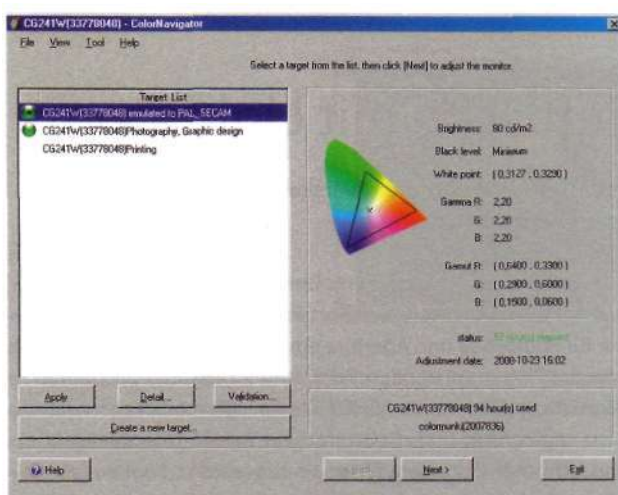 CG241W(33778048) - ColorNavigator
File View Tool Help
Select a target from the list, then click [Next] to adjust the monitor.
Target List
CG241W(33778048) emulated to PAL_SECAM
CG241W(33778048)Photography, Graphic design
CG241W(33778048)Printing
Brightness: 80 cd/m2
Black level: Minimum
White point: ( 0,3127 , 0,3290 )
Gamma R: 2,20
G: 2,20
B: 2,20
Gamut R: ( 0,6400 , 0,3300 )
G: ( 0,2900 , 0,6000 )
B: ( 0,1500 , 0,0600 )
status:
Adjustment date: 2008-10-23 16:02
Apply Detail... Validation...
Create a new target...
CG241W(33778048) 94 hour(s) used
colormunki(2007836)
Help Next > Exit